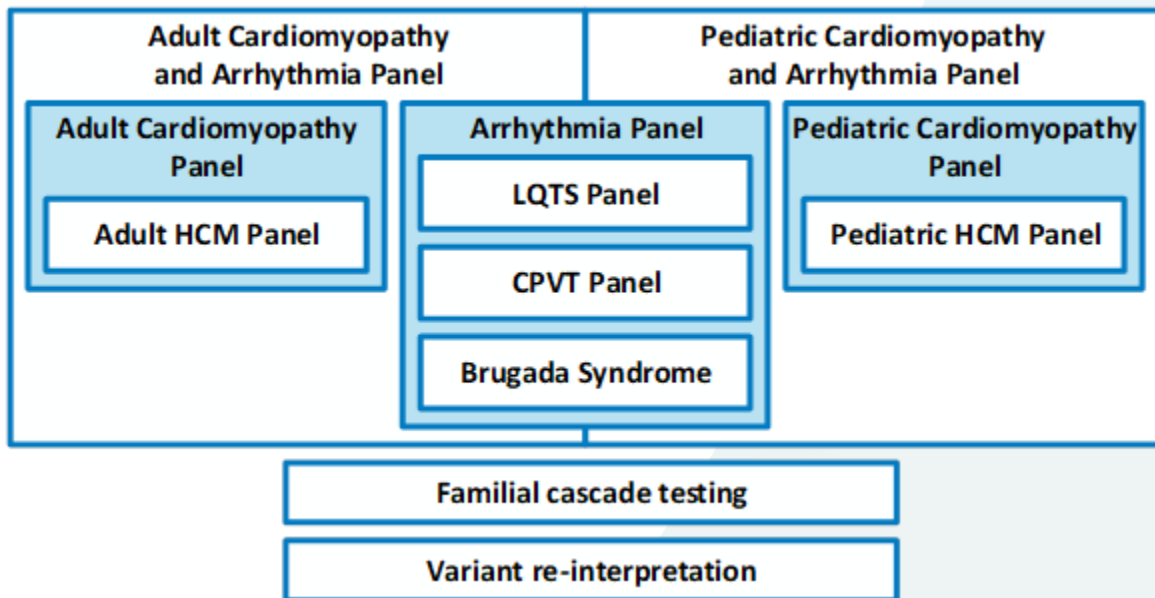 Adult Cardiomyopathy
and Arrhythmia Panel
Pediatric Cardiomyopathy
and Arrhythmia Panel
Adult Cardiomyopathy
Panel
Adult HCM Panel
Arrhythmia Panel
LQTS Panel
CPVT Panel
Brugada Syndrome
Pediatric Cardiomyopathy
Panel
Pediatric HCM Panel
Familial cascade testing
Variant re-interpretation